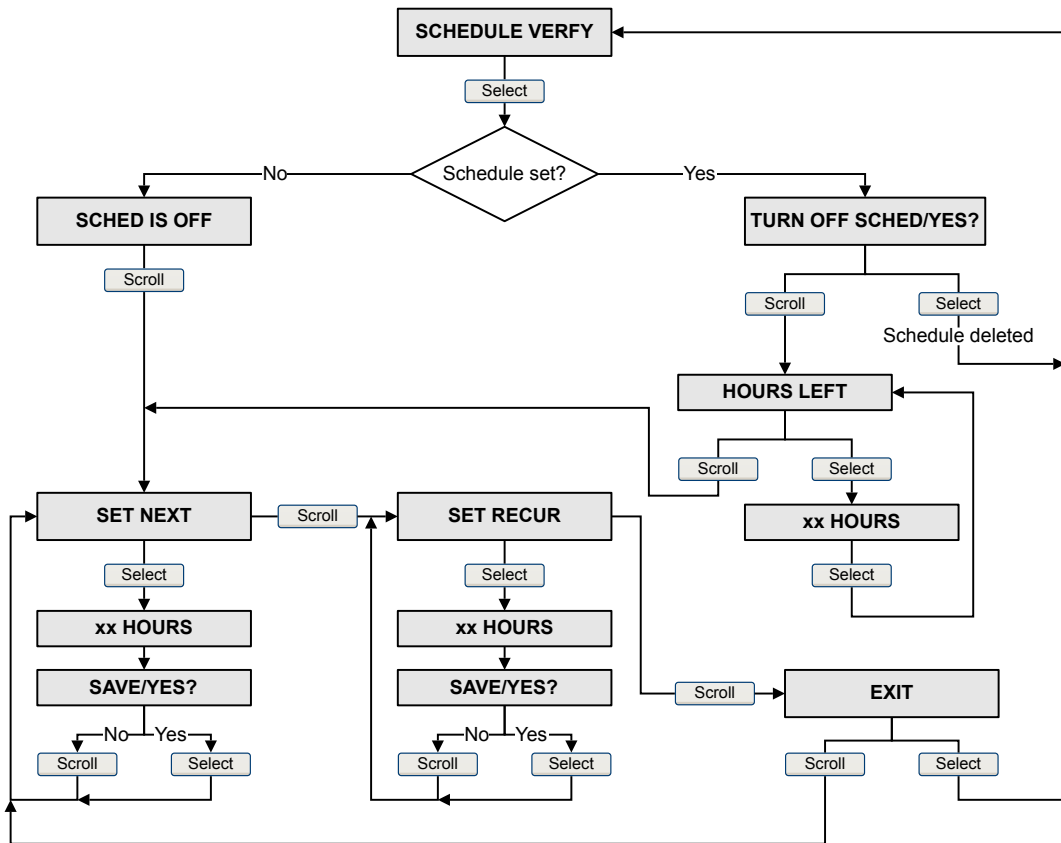 SCHEDULE VERFY
Select
Schedule set?
No
Yes
SCHED IS OFF
TURN OFF SCHED/YES?
Scroll
Scroll
Select
Schedule deleted
HOURS LEFT
Scroll
Select
SET NEXT
Scroll
SET RECUR
xx HOURS
Select
Select
Select
xx HOURS
xx HOURS
SAVE/YES?
SAVE/YES?
Scroll
EXIT
No
Yes
No
Yes
Scroll
Select
Scroll
Select
Scroll
Select